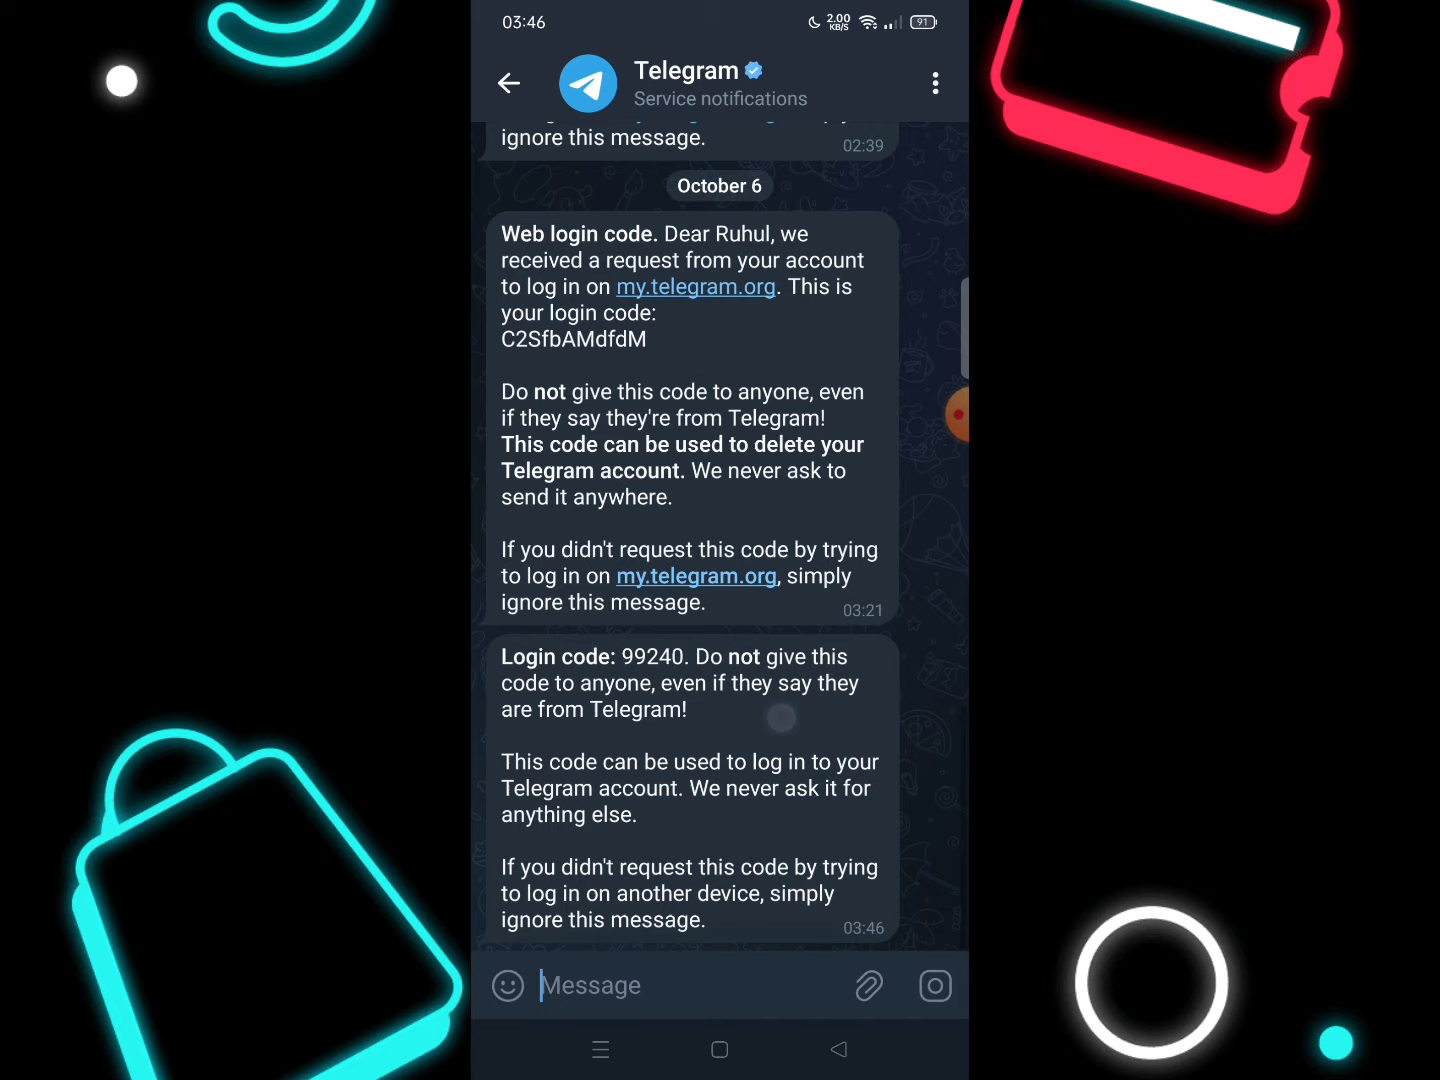 03:46
2.00
KB/S
91
Telegram
Service notifications
ignore this message.
02:39
October 6
Web login code. Dear Ruhul, we
received a request from your account
to log in on my.telegram.org. This is
your login code:
C2SfbAMdfdM
Do not give this code to anyone, even
if they say they're from Telegram!
This code can be used to delete your
Telegram account. We never ask to
send it anywhere.
If you didn't request this code by trying
to log in on my.telegram.org, simply
ignore this message.
03:21
Login code: 99240. Do not give this
code to anyone, even if they say they
are from Telegram!
This code can be used to log in to your
Telegram account. We never ask it for
anything else.
If you didn't request this code by trying
to log in on another device, simply
ignore this message.
03:46
Message